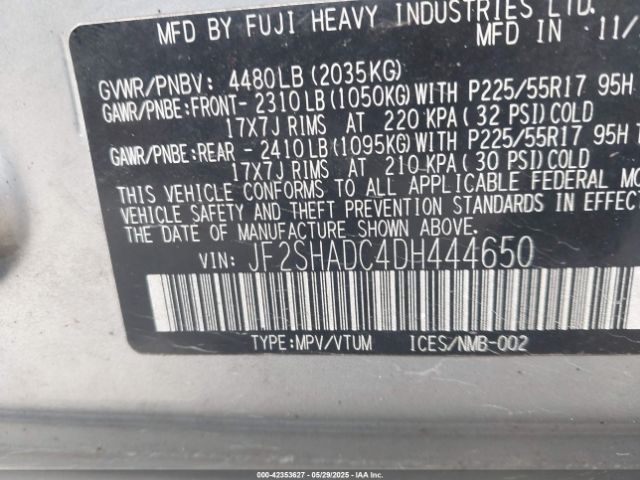 MFD BY FUJI HEAVY INDUSTRIES LTD.
MFD IN 11/
GVWR/PNBV: 4480LB (2035KG)
GAWR/PNBE:FRONT- 2310LB (1050KG) WITH P225/55R17 95H
17X7J RIMS AT 220 KPA ( 32 PSI) COLD
GAWR/PNBE:REAR - 2410LB (1095KG) WITH P225/55R17 95H
17X7J RIMS AT 210 KPA ( 30 PSI) COLD
THIS VEHICLE CONFORMS TO ALL APPLICABLE FEDERAL MO
VEHICLE SAFETY AND THEFT PREVENTION STANDARDS IN EFFEC
THE DATE OF MANUFACTURE SHOWN ABOVE.
VIN: JF2SHADC4DH444650
TYPE:MPV/VTUM ICES/NMB-002
000-42353627 - 05/29/2025 - IAAI.COM